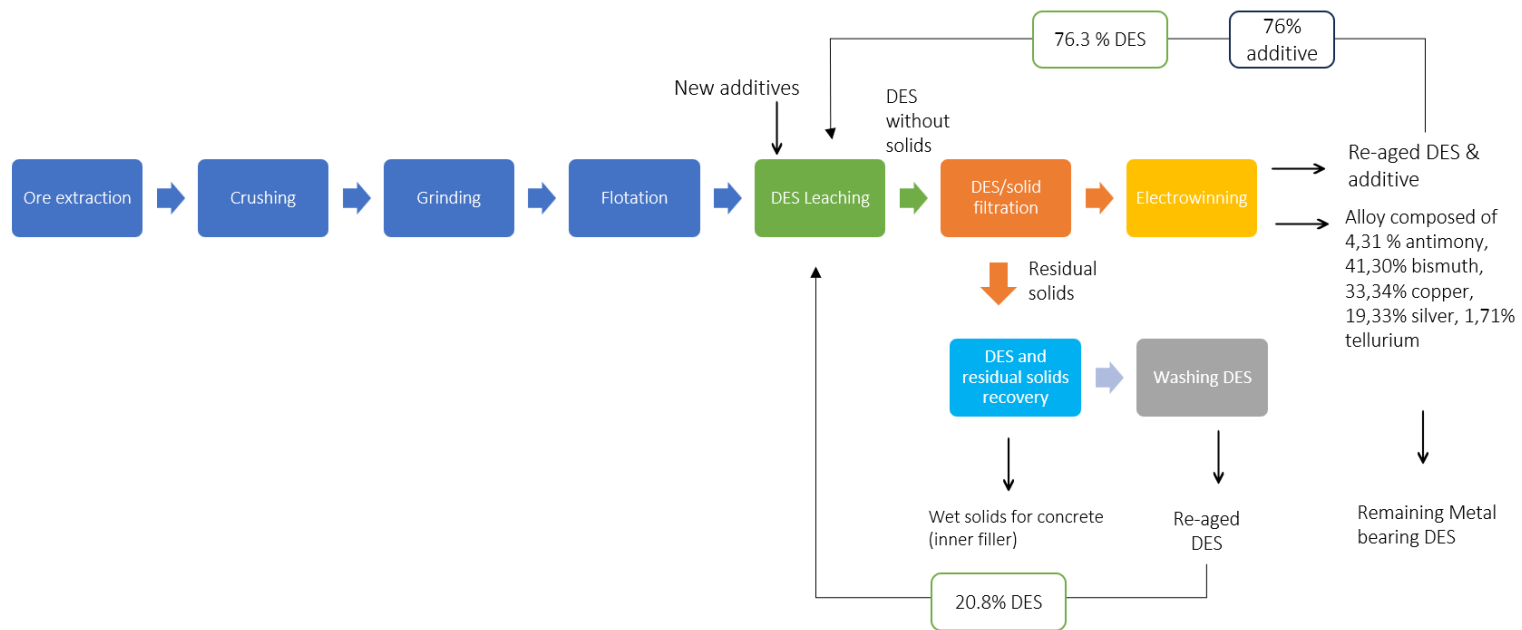 76.3 % DES
76%
additive
New additives
DES
without
solids
Ore extraction
Crushing
Grinding
Flotation
DES Leaching
DES/solid
filtration
Electrowinning
Re-aged DES &
additive
Alloy composed of
4,31 % antimony,
41,30% bismuth,
33,34% copper,
19,33% silver, 1,71%
tellurium
Residual
solids
DES and
residual solids
recovery
Washing DES
Wet solids for concrete
(inner filler)
Re-aged
DES
Remaining Metal
bearing DES
20.8% DES